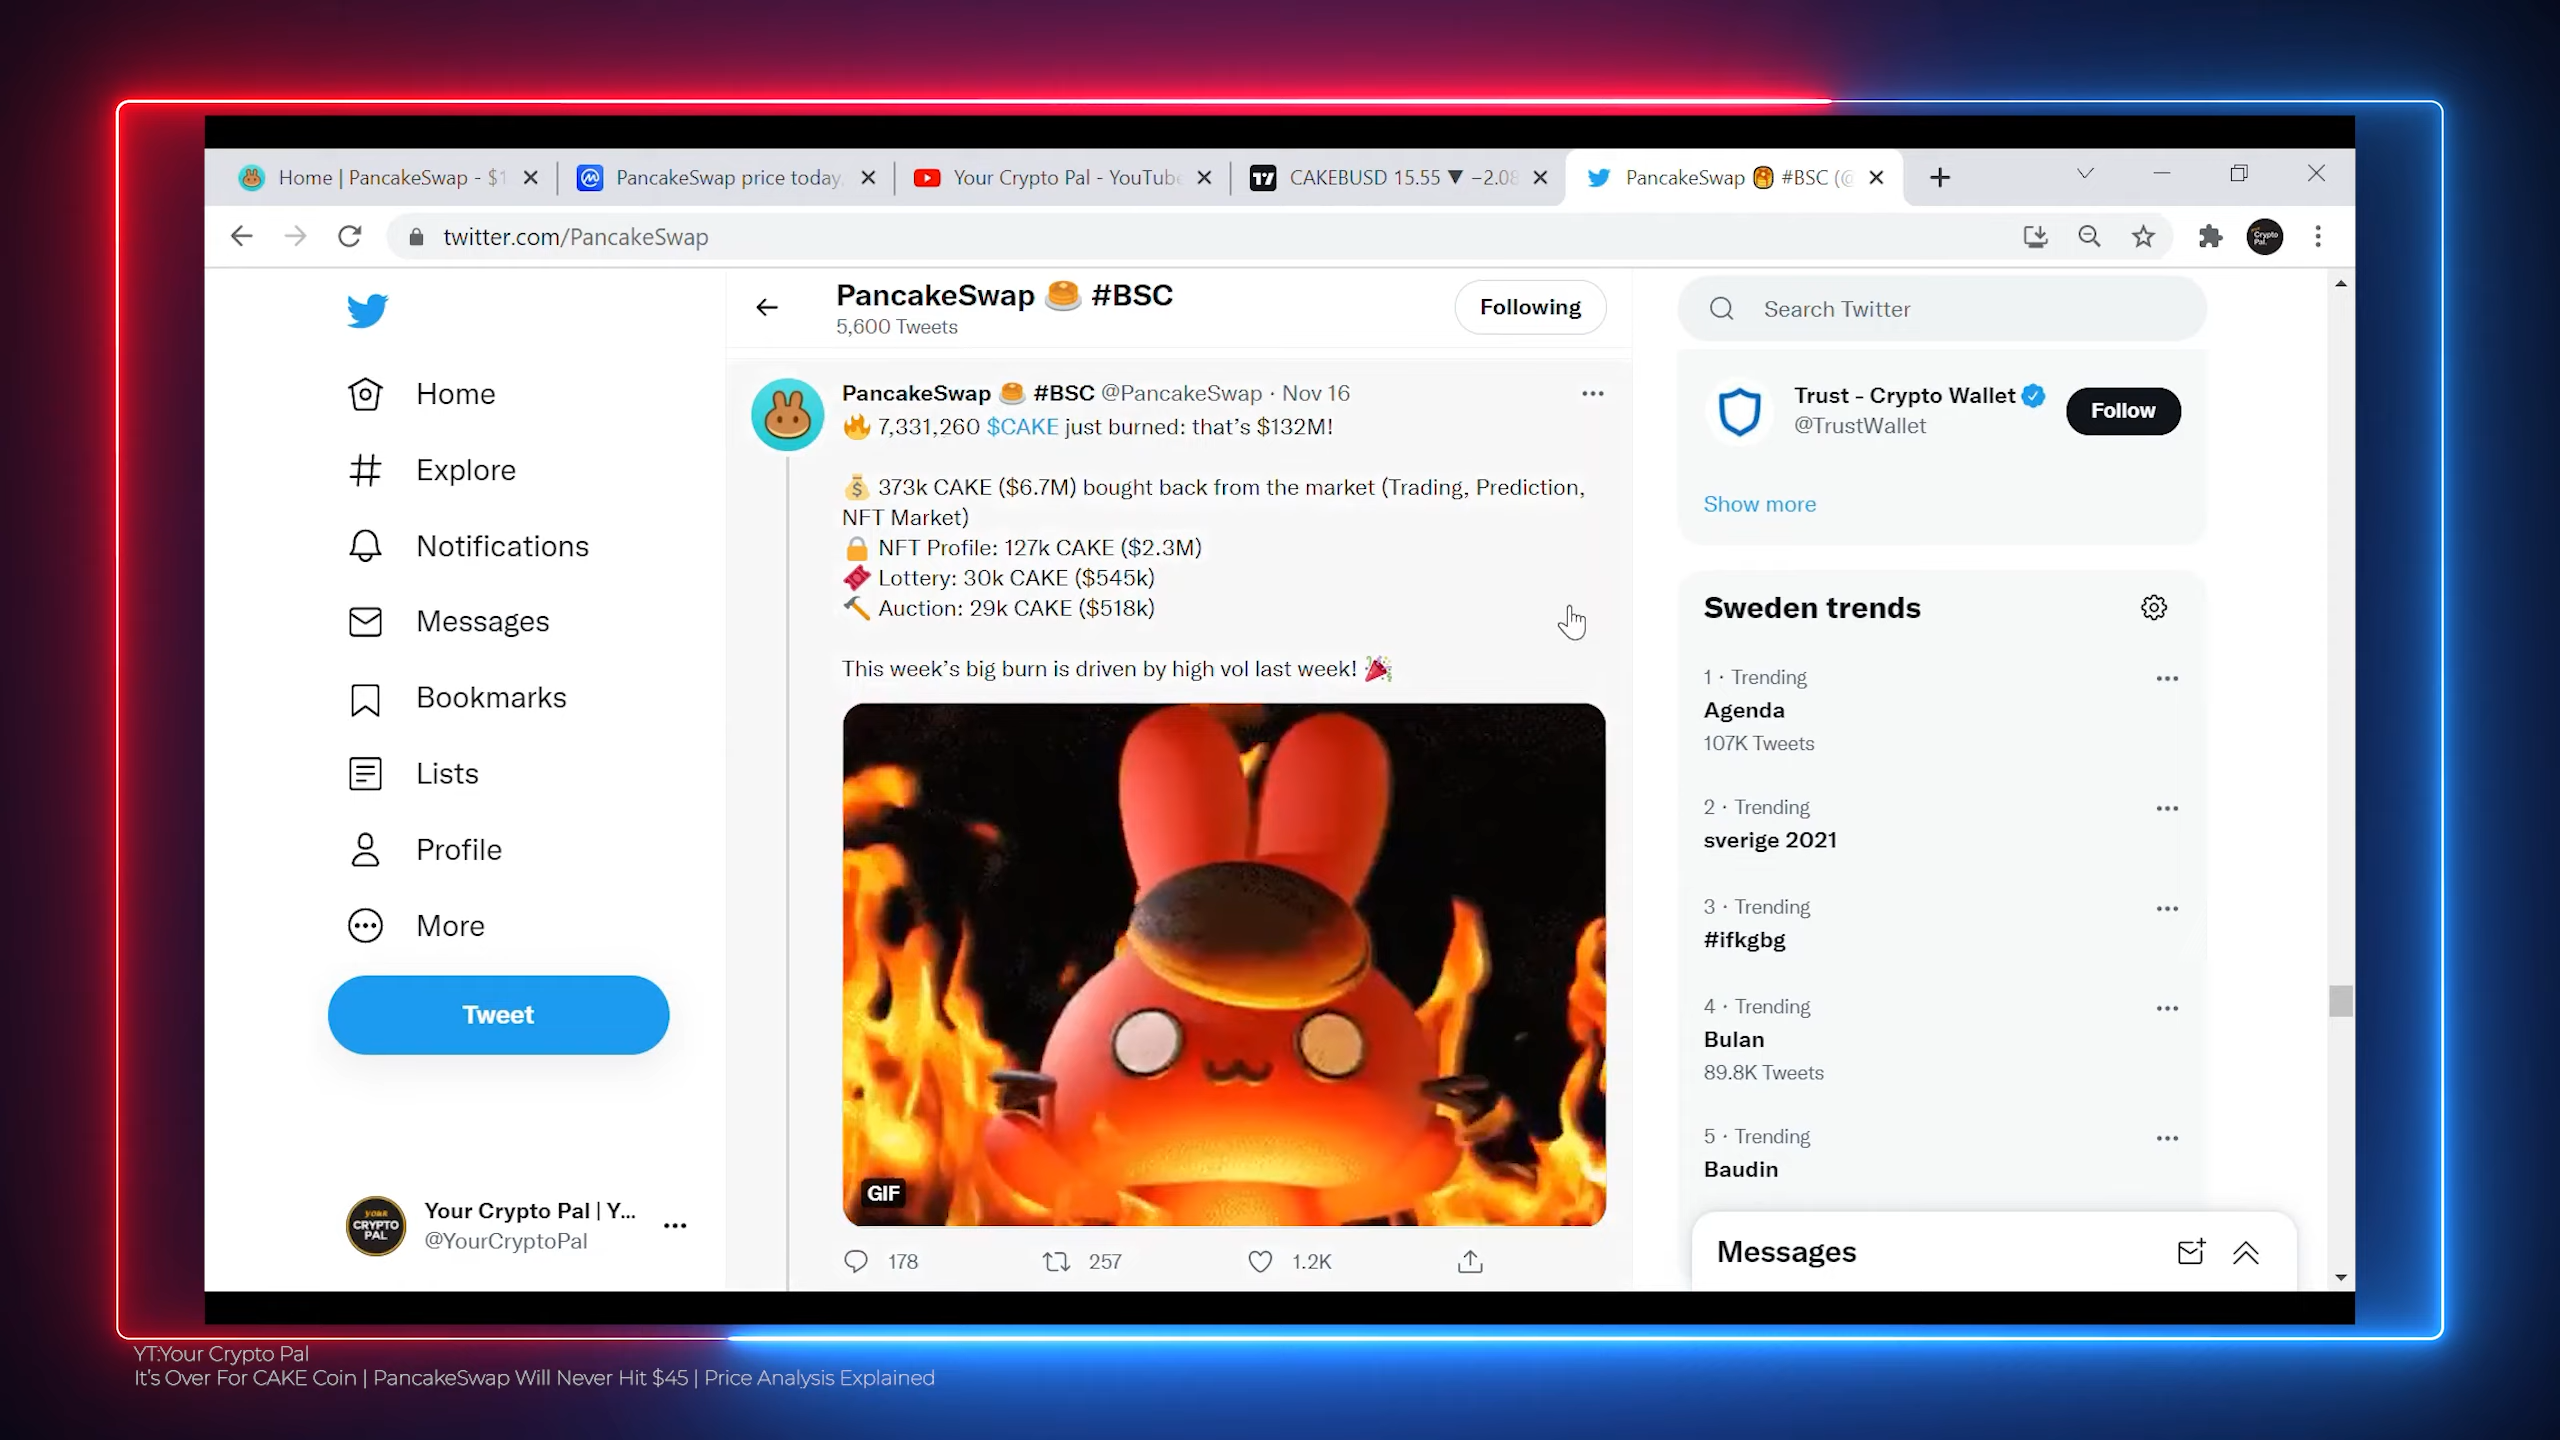 Home | PancakeSwap - $1
PancakeSwap price today,
Your Crypto Pal - YouTube
CAKEBUSD 15.55 ▼ −2.08
PancakeSwap 🥞 #BSC (@
twitter.com/PancakeSwap
Crypto Pal.
PancakeSwap 🥞 #BSC
5,600 Tweets
Following
Search Twitter
Home
Explore
Notifications
Messages
Bookmarks
Lists
Profile
More
Tweet
YOUR
CRYPTO
PAL
Your Crypto Pal | Y...
@YourCryptoPal
PancakeSwap 🥞 #BSC @PancakeSwap · Nov 16
🔥 7,331,260 $CAKE just burned: that’s $132M!
💰 373k CAKE ($6.7M) bought back from the market (Trading, Prediction,
NFT Market)
🔒 NFT Profile: 127k CAKE ($2.3M)
🎟 Lottery: 30k CAKE ($545k)
🔨 Auction: 29k CAKE ($518k)
This week’s big burn is driven by high vol last week! 🎉
GIF
178
257
1.2K
Trust - Crypto Wallet
@TrustWallet
Follow
Show more
Sweden trends
1 · Trending
Agenda
107K Tweets
2 · Trending
sverige 2021
3 · Trending
#ifkgbg
4 · Trending
Bulan
89.8K Tweets
5 · Trending
Baudin
Messages
YT:Your Crypto Pal
It's Over For CAKE Coin | PancakeSwap Will Never Hit $45 | Price Analysis Explained